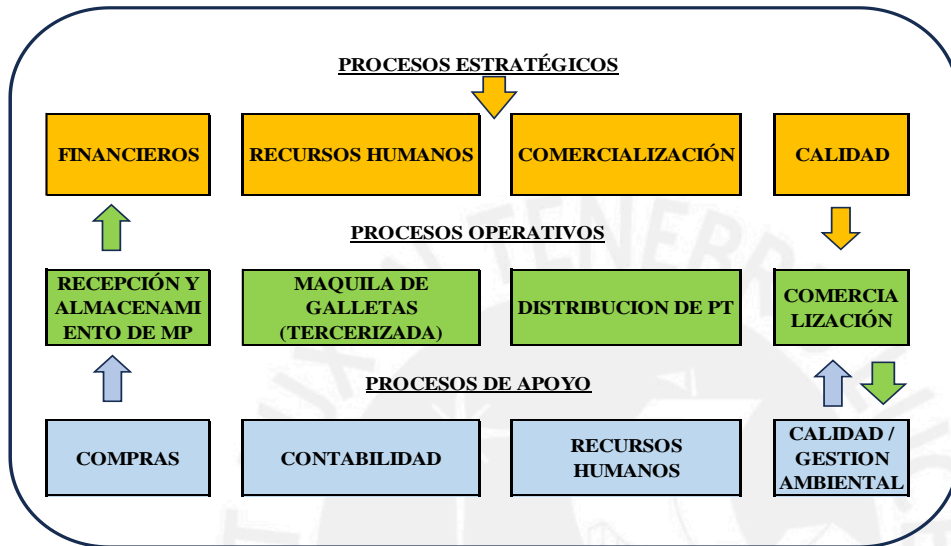 PROCESOS ESTRATÉGICOS
FINANCIEROS
RECURSOS HUMANOS
COMERCIALIZACIÓN
CALIDAD
PROCESOS OPERATIVOS
RECEPCIÓN Y
ALMACENAMI
ENTO DE MP
MAQUILA DE
GALLETAS
(TERCERIZADA)
DISTRIBUCION DE PT
COMERCIA
LIZACIÓN
PROCESOS DE APOYO
COMPRAS
CONTABILIDAD
RECURSOS
HUMANOS
CALIDAD /
GESTION
AMBIENTAL